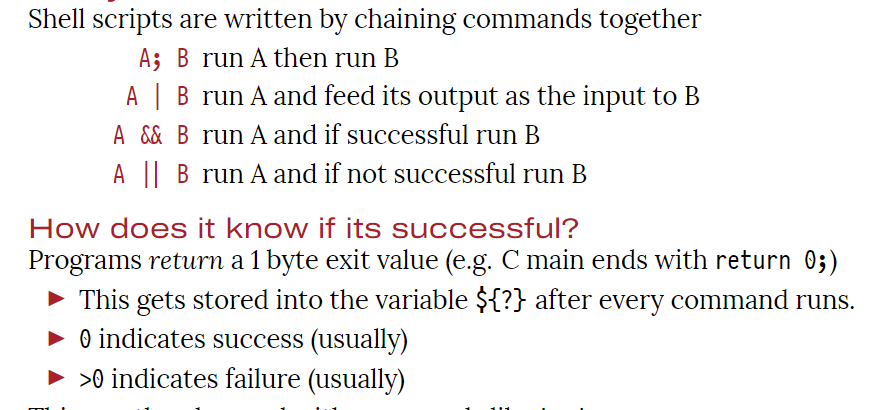 Shell scripts are written by chaining commands together
A; B run A then run B
A | B run A and feed its output as the input to B
A && B run A and if successful run B
A || B run A and if not successful run B
How does it know if its successful?
Programs return a 1 byte exit value (e.g. C main ends with return 0;)
► This gets stored into the variable ${?} after every command runs.
► 0 indicates success (usually)
► >0 indicates failure (usually)